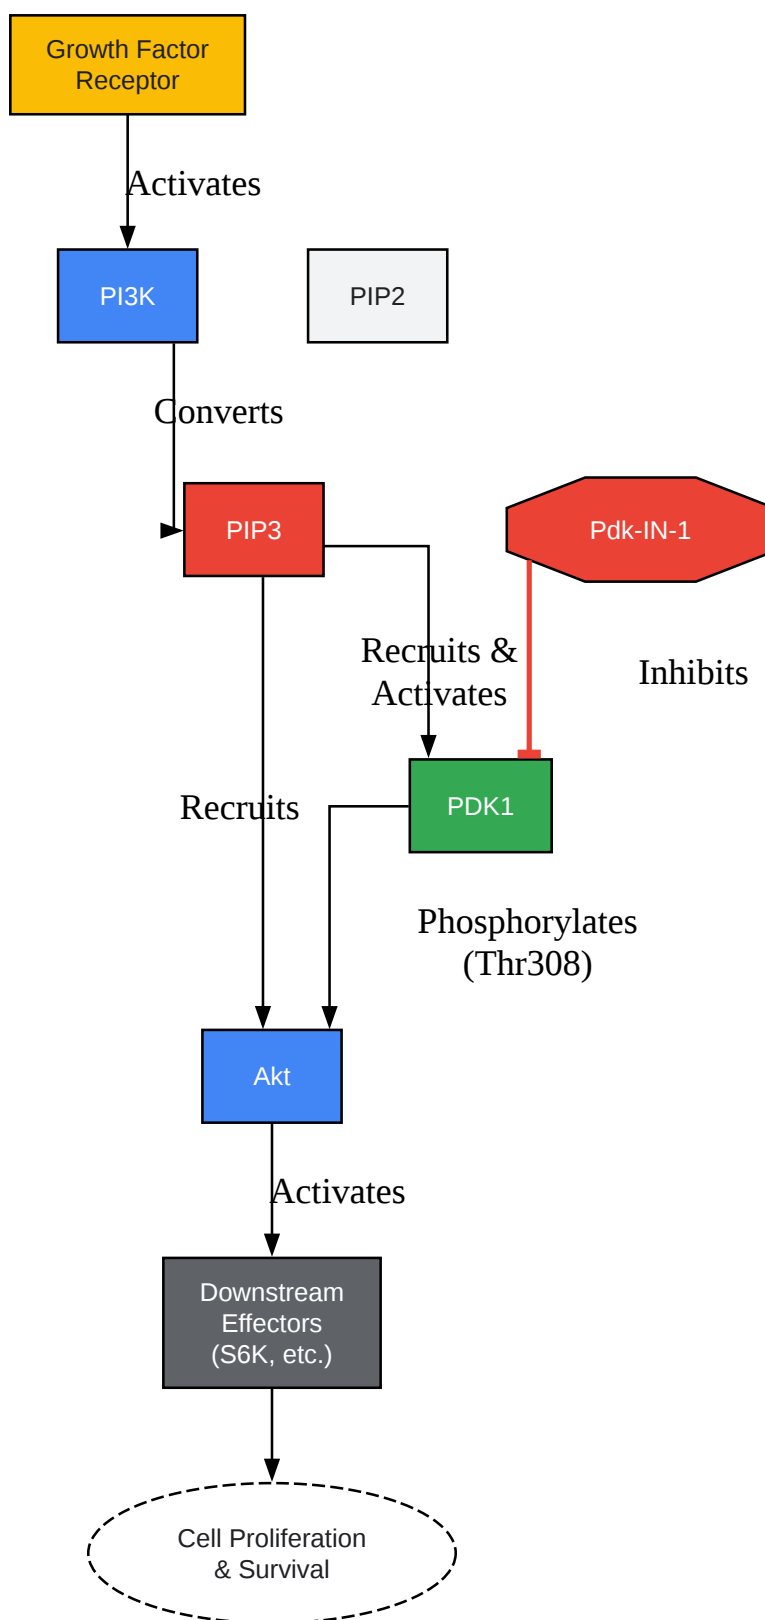 Growth Factor
Receptor
Activates
PI3K
PIP2
Converts
PIP3
Pdk-IN-1
Recruits &
Activates
Inhibits
Recruits
PDK1
Phosphorylates
(Thr308)
Akt
Activates
Downstream
Effectors
(S6K, etc.)
Cell Proliferation
& Survival